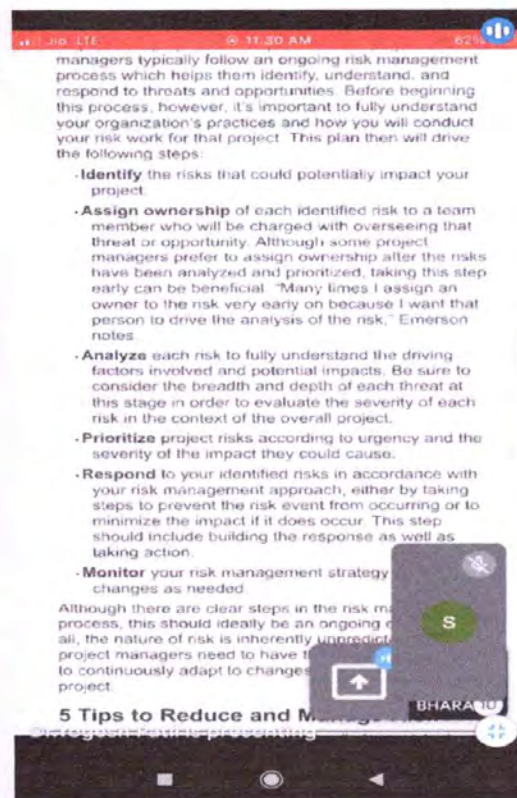 Jio LTE 11:30 AM 62%
managers typically follow an ongoing risk management
process which helps them identify, understand, and
respond to threats and opportunities. Before beginning
this process, however, it's important to fully understand
your organization's practices and how you will conduct
your risk work for that project. This plan then will drive
the following steps:
· Identify the risks that could potentially impact your
project.
· Assign ownership of each identified risk to a team
member who will be charged with overseeing that
threat or opportunity. Although some project
managers prefer to assign ownership after the risks
have been analyzed and prioritized, taking this step
early can be beneficial. "Many times I assign an
owner to the risk very early on because I want that
person to drive the analysis of the risk," Emerson
notes.
· Analyze each risk to fully understand the driving
factors involved and potential impacts. Be sure to
consider the breadth and depth of each threat at
this stage in order to evaluate the severity of each
risk in the context of the overall project.
· Prioritize project risks according to urgency and the
severity of the impact they could cause.
· Respond to your identified risks in accordance with
your risk management approach, either by taking
steps to prevent the risk event from occurring or to
minimize the impact if it does occur. This step
should include building the response as well as
taking action.
· Monitor your risk management strategy
changes as needed.
Although there are clear steps in the risk ma
process, this should ideally be an ongoing e
all, the nature of risk is inherently unpredict
project managers need to have t
to continuously adapt to changes
project.
S
BHARA
5 Tips to Reduce and
Patil is presenting